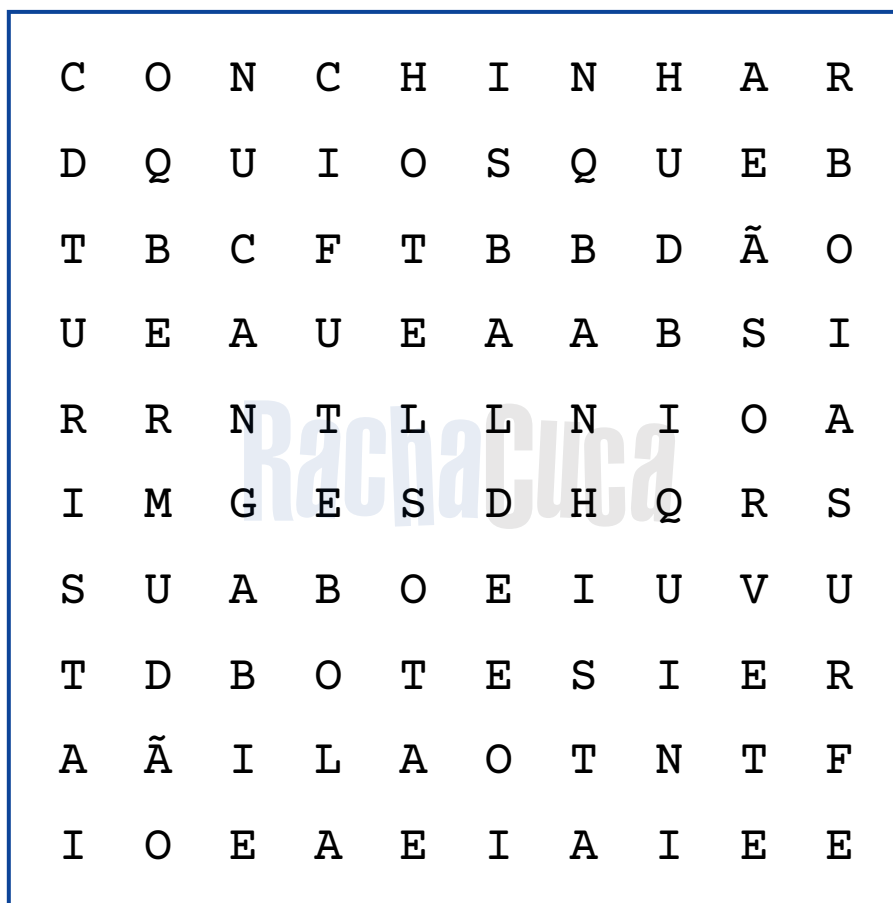 C O N C H I N H A R
D Q U I O S Q U E B
T B C F T B B D Ã O
U E A U E A A B S I
R R N T L L N I O A
I M G E S D H Q R S
S U A B O E I U V U
T D B O T E S I E R
A Ã I L A O T N T F
I O E A E I A I E E
RachaCuca